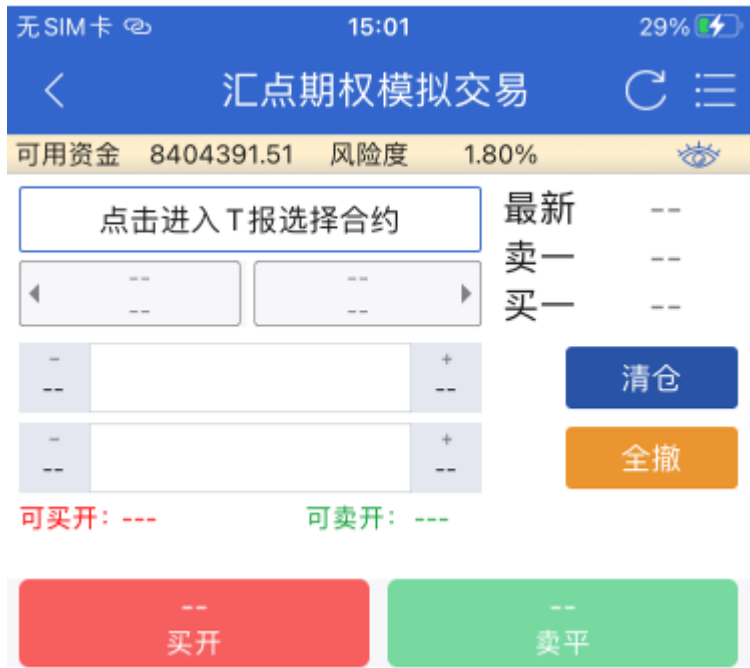 无SIM卡 15:01 29%
汇点期权模拟交易
可用资金 8404391.51 风险度 1.80%
点击进入T报选择合约 最新 --
卖一 --
-- --
-- --
买一 --
- +
-- --
清仓
- +
-- --
全撤
可买开: --- 可卖开: ---
-- --
买开 卖平